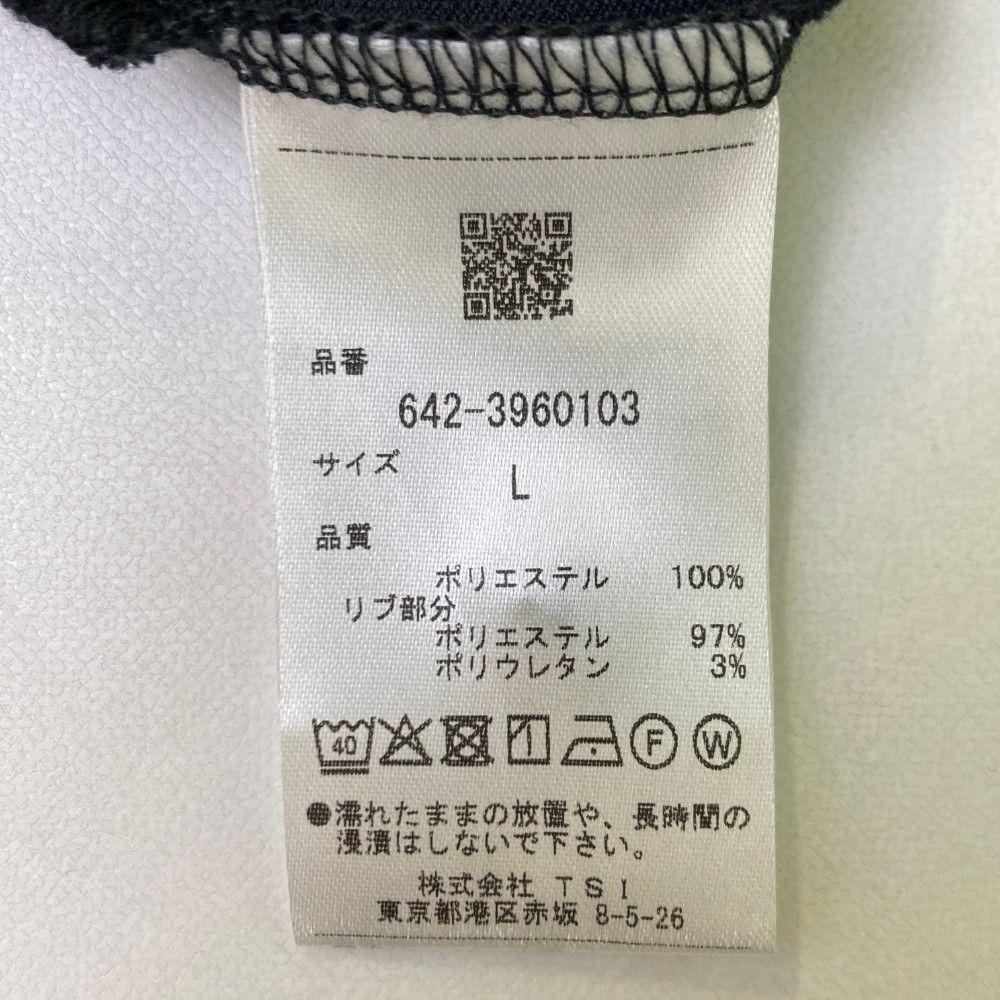 品番
642-3960103
サイズ
L
品質
ポリエステル 100%
リブ部分
ポリエステル 97%
ポリウレタン 3%
40 F W
●濡れたままの放置や、長時間の
浸漬はしないで下さい。
株式会社 TSI
東京都港区赤坂 8-5-26